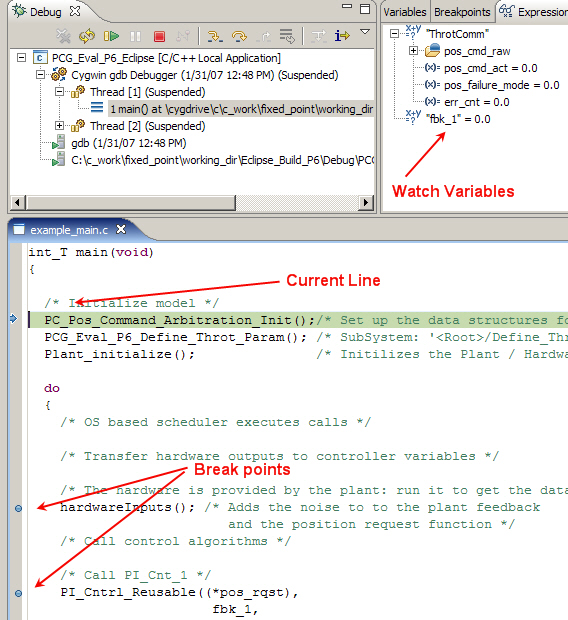 Debug
PCG_Eval_P6_Eclipse [C/C++ Local Application]
Cygwin gdb Debugger (1/31/07 12:48 PM) (Suspended)
Thread [1] (Suspended)
1 main() at \cygdrive\c\c_work\fixed_point\working_dir
Thread [2] (Suspended)
gdb (1/31/07 12:48 PM)
C:\c_work\fixed_point\working_dir\Eclipse_Build_P6\Debug\PCG
Variables Breakpoints Expression
"ThrotComm"
pos_cmd_raw
(x)= pos_cmd_act = 0.0
(x)= pos_failure_mode = 0.0
(x)= err_cnt = 0.0
"fbk_1" = 0.0
Watch Variables
example_main.c
int_T main(void)
{
Current Line
/* Initialize model */
PC_Pos_Command_Arbitration_Init();/* Set up the data structures fo
PCG_Eval_P6_Define_Throt_Param(); /* SubSystem: '<Root>/Define_Thr
Plant_initialize(); /* Initilizes the Plant / Hardw
do
{
/* OS based scheduler executes calls */
/* Transfer hardware outputs to controller variables */
Break points
/* The hardware is provided by the plant: run it to get the data
hardwareInputs(); /* Adds the noise to to the plant feedback
and the position request function */
/* Call control algorithms */
/* Call PI_Cnt_1 */
PI_Cntrl_Reusable((*pos_rqst),
fbk_1,